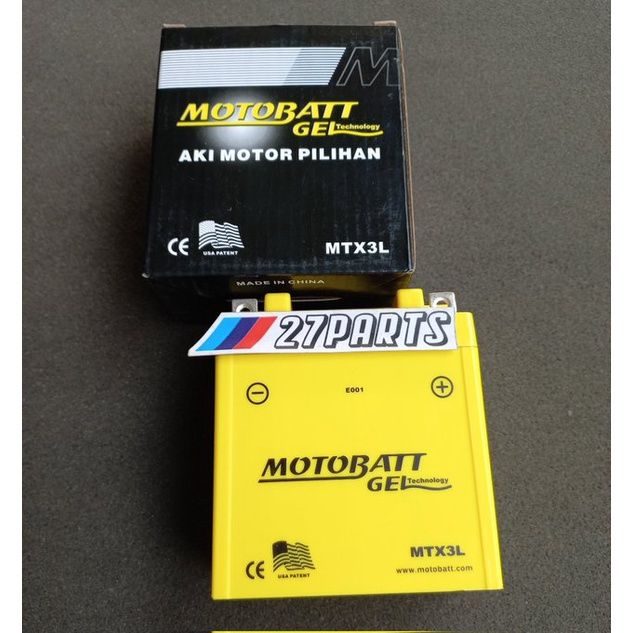 M
MOTOBATT
GEL Technology
AKI MOTOR PILIHAN
CE
USA PATENT
MTX3L
MADE IN CHINA
27PARTS
E001
MOTOBATT
GEL Technology
CE
USA PATENT
MTX3L
www.motobatt.com